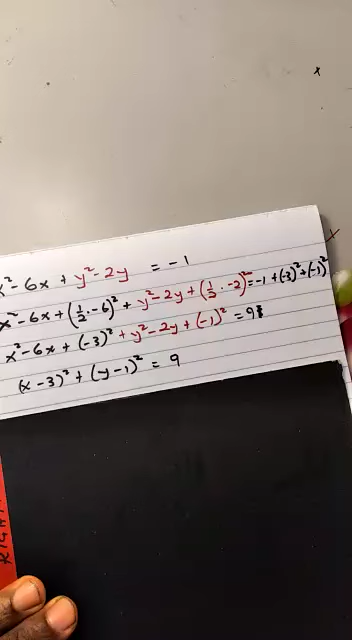 x² - 6x + y² - 2y = -1
x² - 6x + (½·-6)² + y² - 2y + (½·-2)² = -1 + (-3)² + (-1)²
x² - 6x + (-3)² + y² - 2y + (-1)² = 9
(x - 3)² + (y - 1)² = 9